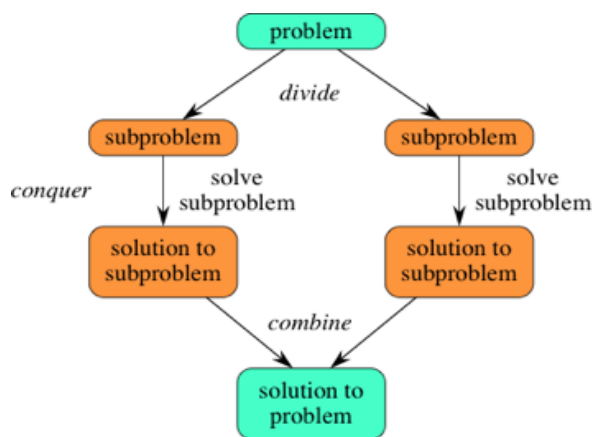 problem
divide
subproblem
subproblem
conquer
solve
subproblem
solve
subproblem
solution to
subproblem
solution to
subproblem
combine
solution to
problem